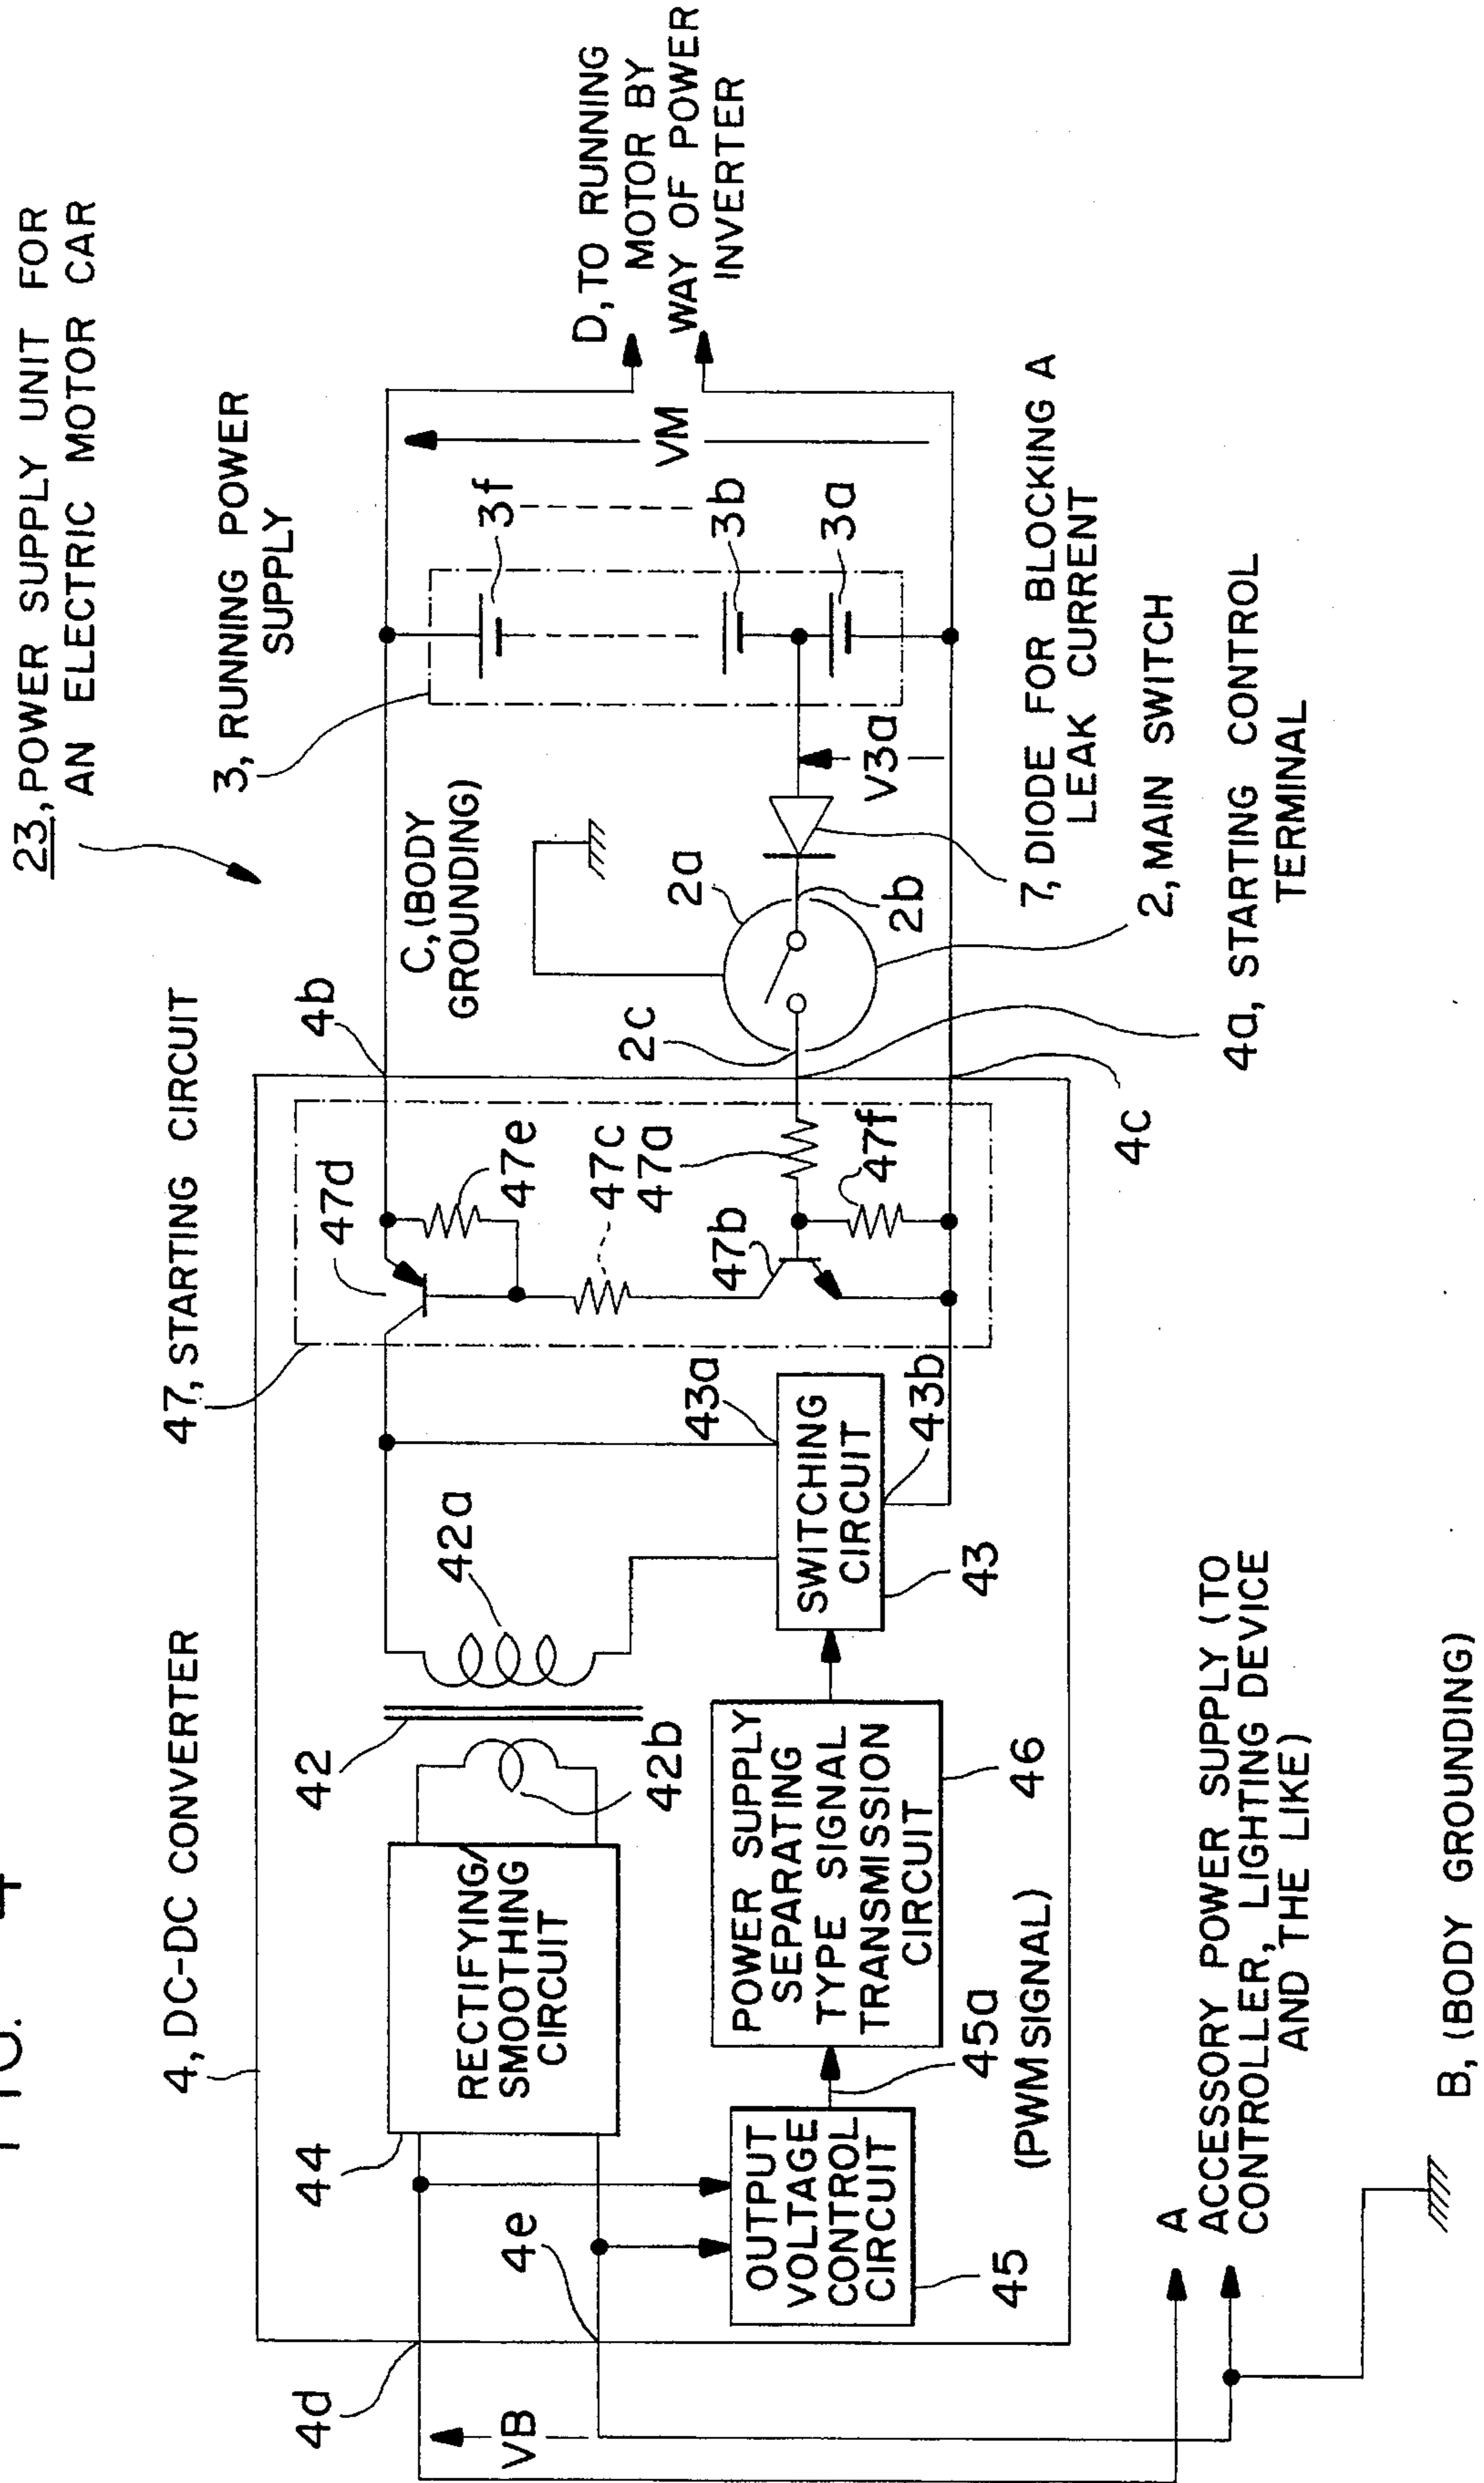 FIG. 4
23, POWER SUPPLY UNIT FOR
AN ELECTRIC MOTOR CAR
4, DC-DC CONVERTER
47, STARTING CIRCUIT
3, RUNNING POWER
SUPPLY
4d
VB
4e
44
RECTIFYING/
SMOOTHING
CIRCUIT
42
42b
42a
47d
47e
47c
47a
47b
47f
4b
C, (BODY
GROUNDING)
2c
2a
2b
V3a
3f
3b
3a
VM
D, TO RUNNING
MOTOR BY
WAY OF POWER
INVERTER
OUTPUT
VOLTAGE
CONTROL
CIRCUIT
45
45a
(PWM SIGNAL)
POWER SUPPLY
SEPARATING
TYPE SIGNAL
TRANSMISSION
CIRCUIT
46
SWITCHING
CIRCUIT
43
43a
43b
4c
7, DIODE FOR BLOCKING A
LEAK CURRENT
2, MAIN SWITCH
4a, STARTING CONTROL
TERMINAL
A
ACCESSORY POWER SUPPLY (TO
CONTROLLER, LIGHTING DEVICE
AND THE LIKE)
B, (BODY GROUNDING)